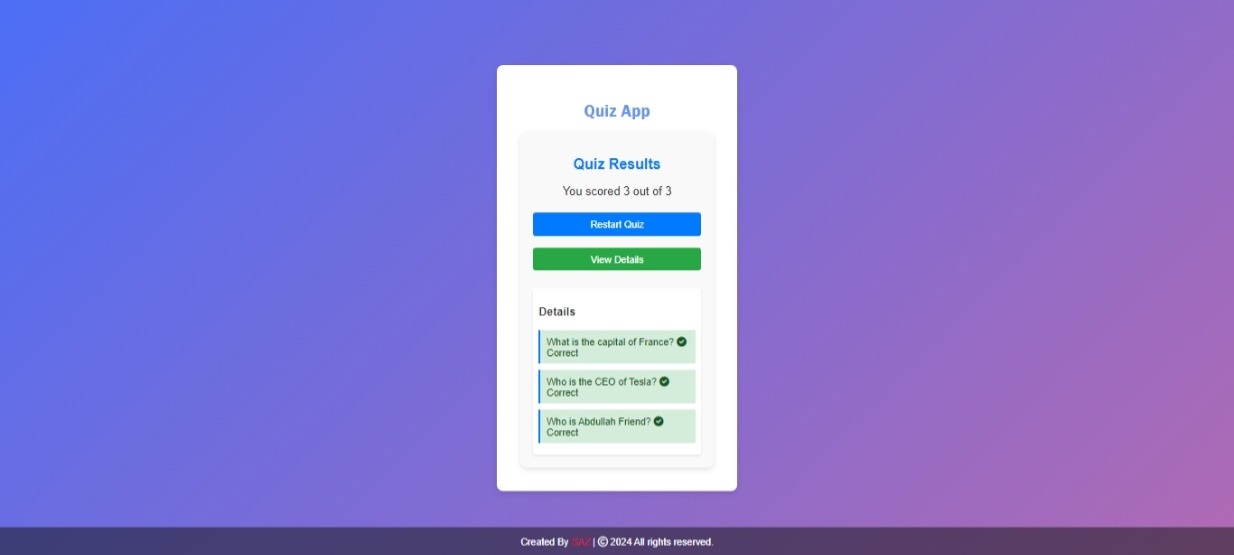 Quiz App
Quiz Results
You scored 3 out of 3
Restart Quiz
View Details
Details
What is the capital of France?
Correct
Who is the CEO of Tesla?
Correct
Who is Abdullah Friend?
Correct
Created By SAZ | © 2024 All rights reserved.